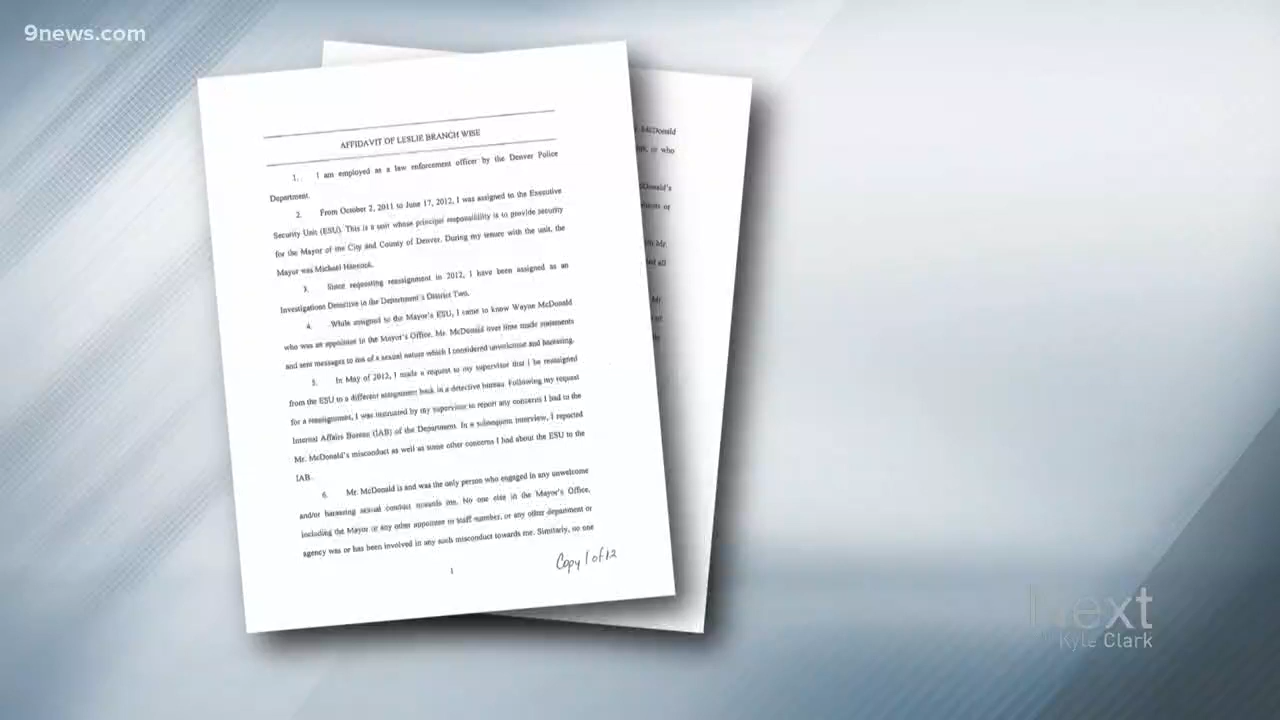 9news.com
AFFIDAVIT OF LESLIE BRANCH WISE
1. I am employed as a law enforcement officer by the Denver Police
Department.
2. From October 2, 2011 to June 17, 2012, I was assigned to the Executive
Security Unit (ESU). This is a unit whose principal responsibility is to provide security
for the Mayor of the City and County of Denver. During my tenure with the unit, the
Mayor was Michael Hancock.
3. Since requesting reassignment in 2012, I have been assigned as an
Investigations Detective in the Department's District Two.
4. While assigned to the Mayor's ESU, I came to know Wayne McDonald
who was an appointee in the Mayor's Office. Mr. McDonald over time made statements
and sent messages to me of a sexual nature which I considered unwelcome and harassing.
5. In May of 2012, I made a request to my supervisor that I be reassigned
from the ESU to a different assignment back in a detective bureau. Following my request
for a reassignment, I was instructed by my supervisor to report any concerns I had to the
Internal Affairs Bureau (IAB) of the Department. In a subsequent interview, I reported
Mr. McDonald's misconduct as well as some other concerns I had about the ESU to the
IAB.
6. Mr. McDonald is and was the only person who engaged in any unwelcome
and/or harassing sexual conduct towards me. No one else in the Mayor's Office,
including the Mayor or any other appointee or staff member, or any other department or
agency was or has been involved in any such misconduct towards me. Similarly, no one
1
Copy 1 of 12
McDonald
or who
or
Mr.
all
Mr
Next
Kyle Clark